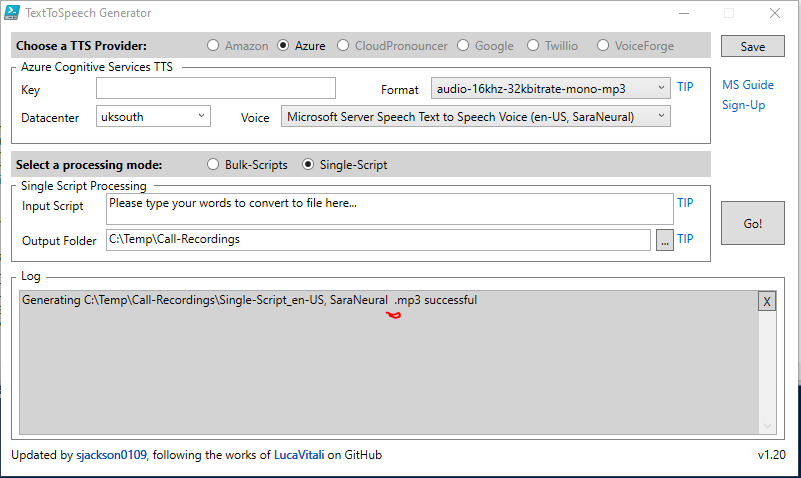 TextToSpeech Generator
Choose a TTS Provider: Amazon Azure CloudPronouncer Google Twillio VoiceForge Save
Azure Cognitive Services TTS
Key Format audio-16khz-32kbitrate-mono-mp3 TIP MS Guide
Datacenter uksouth Voice Microsoft Server Speech Text to Speech Voice (en-US, SaraNeural) Sign-Up
Select a processing mode: Bulk-Scripts Single-Script
Single Script Processing
Input Script Please type your words to convert to file here... TIP
Output Folder C:\Temp\Call-Recordings ... TIP Go!
Log
Generating C:\Temp\Call-Recordings\Single-Script_en-US, SaraNeural .mp3 successful X
Updated by sjackson0109, following the works of LucaVitali on GitHub v1.20